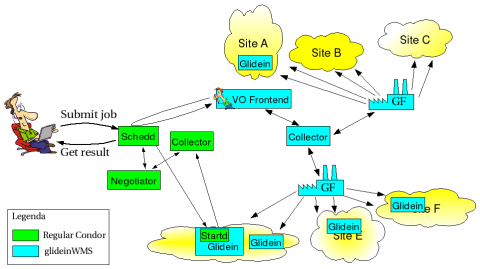 Site A
Glidein
Site B
Site C
GF
VO Frontend
Submit job
Schedd
Collector
Collector
Get result
Negotiator
GF
Glidein
Site F
Startd
Glidein
Glidein
Glidein
Site E
Legenda
Regular Condor
glideinWMS